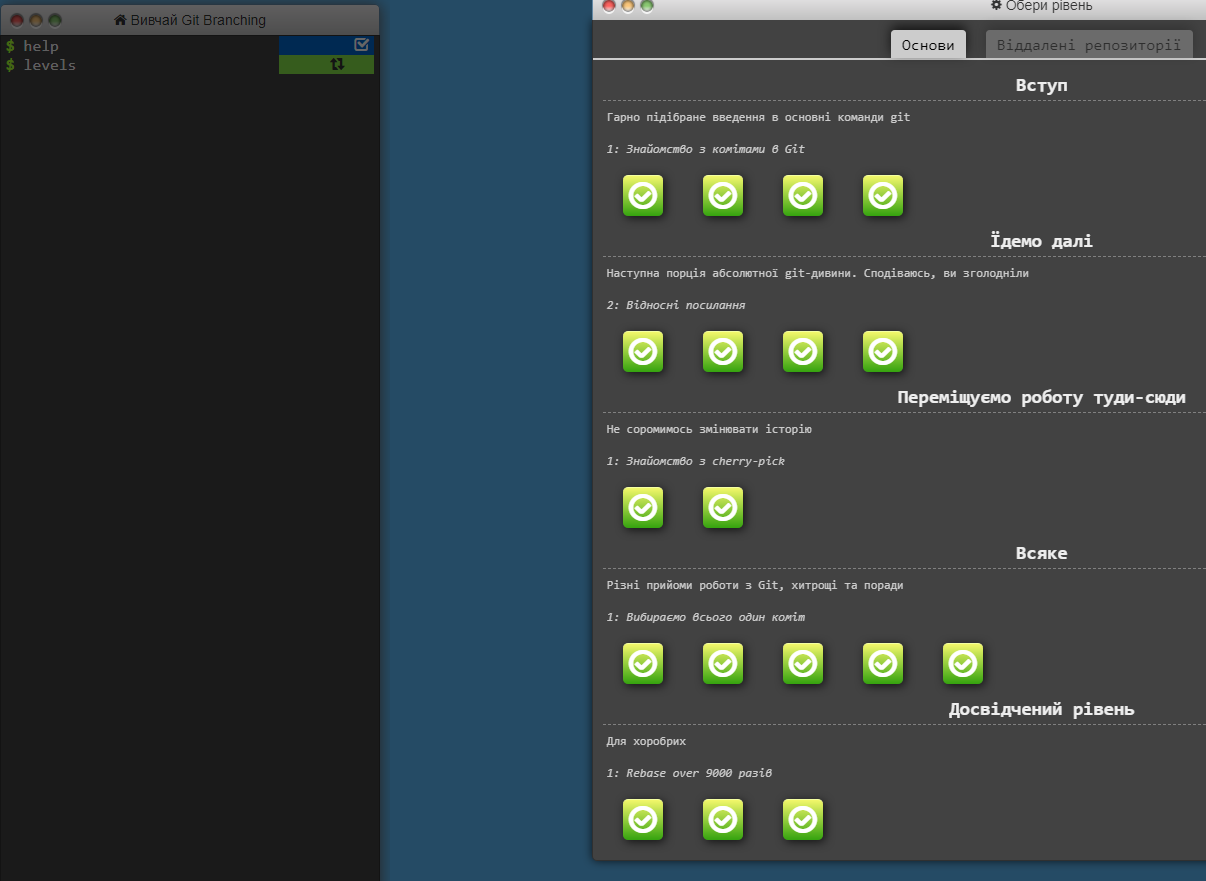 Вивчай Git Branching
$ help
$ levels
Обери рівень
Основи
Віддалені репозиторії
Вступ
Гарно підібране введення в основні команди git
1: Знайомство з комітами в Git
Їдемо далі
Наступна порція абсолютної git-дивини. Сподіваюсь, ви зголодніли
2: Відносні посилання
Переміщуємо роботу туди-сюди
Не соромимось змінювати історію
1: Знайомство з cherry-pick
Всяке
Різні прийоми роботи з Git, хитрощі та поради
1: Вибираємо всього один коміт
Досвідчений рівень
Для хоробрих
1: Rebase over 9000 разів